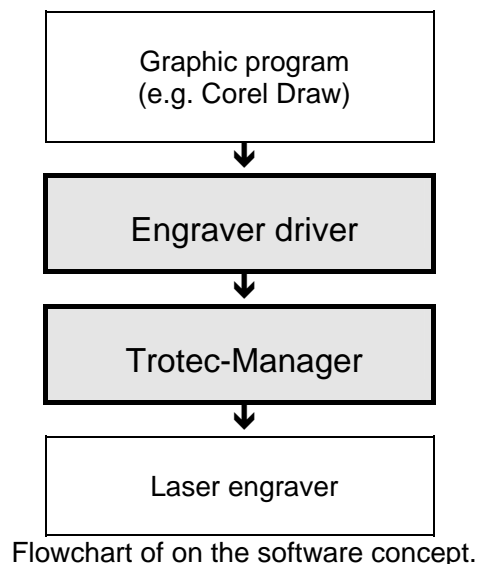 Graphic program
(e.g. Corel Draw)
Engraver driver
Trotec-Manager
Laser engraver
Flowchart of on the software concept.